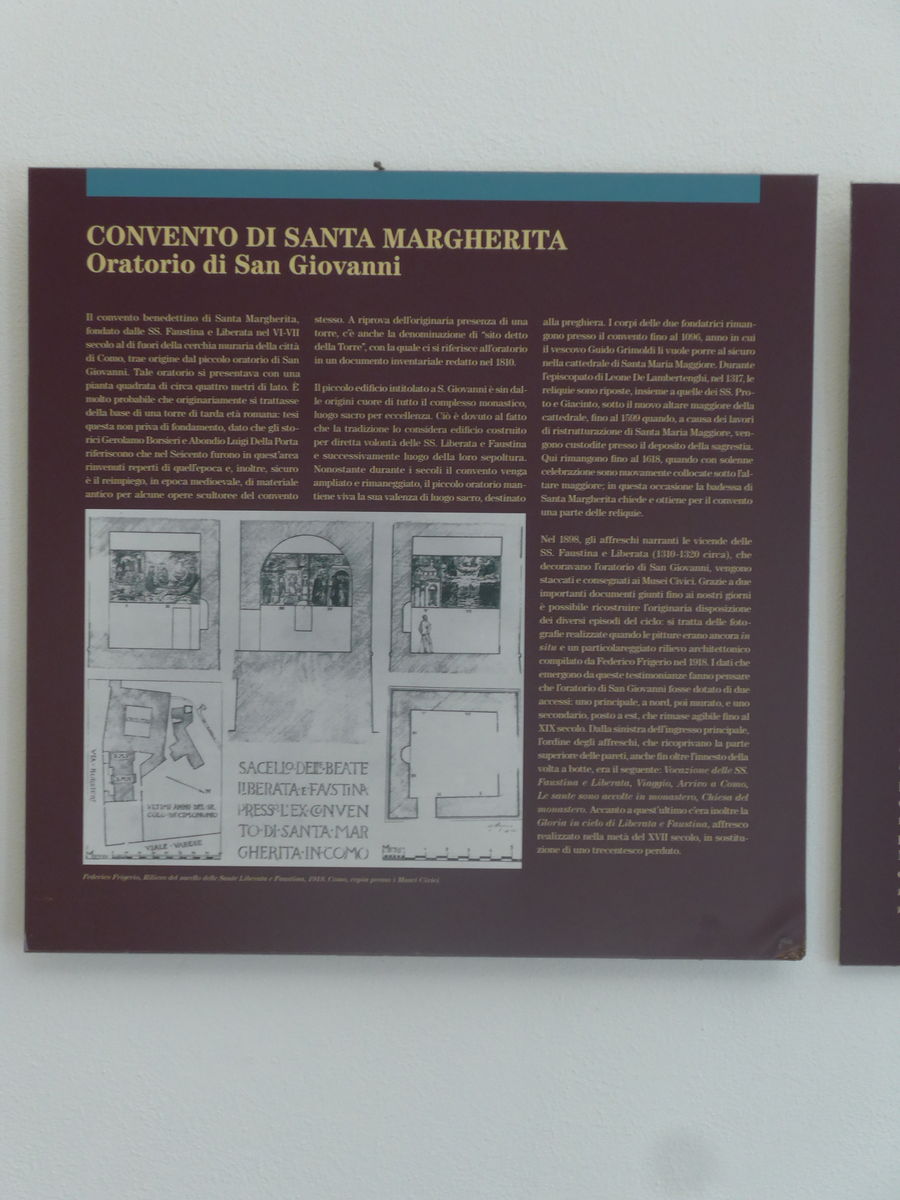 CONVENTO DI SANTA MARGHERITA
Oratorio di San Giovanni
Il convento benedettino di Santa Margherita,
fondato dalle SS. Faustina e Liberata nel VI-VII
secolo al di fuori della cerchia muraria della città
di Como, trae origine dal piccolo oratorio di San
Giovanni. Tale oratorio si presentava con una
pianta quadrata di circa quattro metri di lato. È
molto probabile che originariamente si trattasse
della base di una torre di tarda età romana: tesi
questa non priva di fondamento, dato che gli sto-
rici Gerolamo Borsieri e Abondio Luigi Della Porta
riferiscono che nel Seicento furono in quest'area
rinvenuti reperti di quell'epoca e, inoltre, sicuro
è il reimpiego, in epoca medioevale, di materiale
antico per alcune opere scultoree del convento
stesso. A riprova dell'originaria presenza di una
torre, c'è anche la denominazione di "sito detto
della Torre", con la quale ci si riferisce all'oratorio
in un documento inventariale redatto nel 1810.
Il piccolo edificio intitolato a S. Giovanni è sin dal-
le origini cuore di tutto il complesso monastico,
luogo sacro per eccellenza. Ciò è dovuto al fatto
che la tradizione lo considera edificio costruito
per diretta volontà delle SS. Liberata e Faustina
e successivamente luogo della loro sepoltura.
Nonostante durante i secoli il convento venga
ampliato e rimaneggiato, il piccolo oratorio man-
tiene viva la sua valenza di luogo sacro, destinato
alla preghiera. I corpi delle due fondatrici riman-
gono presso il convento fino al 1096, anno in cui
il vescovo Guido Grimoldi li vuole porre al sicuro
nella cattedrale di Santa Maria Maggiore. Durante
l'episcopato di Leone De Lambertenghi, nel 1317, le
reliquie sono riposte, insieme a quelle dei SS. Pro-
to e Giacinto, sotto il nuovo altare maggiore della
cattedrale, fino al 1599 quando, a causa dei lavori
di ristrutturazione di Santa Maria Maggiore, ven-
gono custodite presso il deposito della sagrestia.
Qui rimangono fino al 1618, quando con solenne
celebrazione sono nuovamente collocate sotto l'al-
tare maggiore; in questa occasione la badessa di
Santa Margherita chiede e ottiene per il convento
una parte delle reliquie.
Nel 1898, gli affreschi narranti le vicende delle
SS. Faustina e Liberata (1310-1320 circa), che
decoravano l'oratorio di San Giovanni, vengono
staccati e consegnati ai Musei Civici. Grazie a due
importanti documenti giunti fino ai nostri giorni
è possibile ricostruire l'originaria disposizione
dei diversi episodi del ciclo: si tratta delle foto-
grafie realizzate quando le pitture erano ancora in
situ e un particolareggiato rilievo architettonico
compilato da Federico Frigerio nel 1918. I dati che
emergono da queste testimonianze fanno pensare
che l'oratorio di San Giovanni fosse dotato di due
accessi: uno principale, a nord, poi murato, e uno
secondario, posto a est, che rimase agibile fino al
XIX secolo. Dalla sinistra dell'ingresso principale,
l'ordine degli affreschi, che ricoprivano la parte
superiore delle pareti, anche fin oltre l'innesto della
volta a botte, era il seguente: Vocazione delle SS.
Faustina e Liberata, Viaggio, Arrivo a Como,
Le sante sono accolte in monastero, Chiesa del
monastero. Accanto a quest'ultimo c'era inoltre la
Gloria in cielo di Liberata e Faustina, affresco
realizzato nella metà del XVII secolo, in sostitu-
zione di uno trecentesco perduto.
VLTIMI ANNI DEL SE
COLO DECIMONONO
VIALE VARESE
METRI
SACELLO DELLE BEATE
LIBERATA E FAVSTINA
PRESSO L'EX CONVEN
TO DI SANTA MAR
GHERITA IN COMO
METRI
Federico Frigerio, Rilievo del sacello delle Sante Liberata e Faustina, 1918. Como, copia presso i Musei Civici